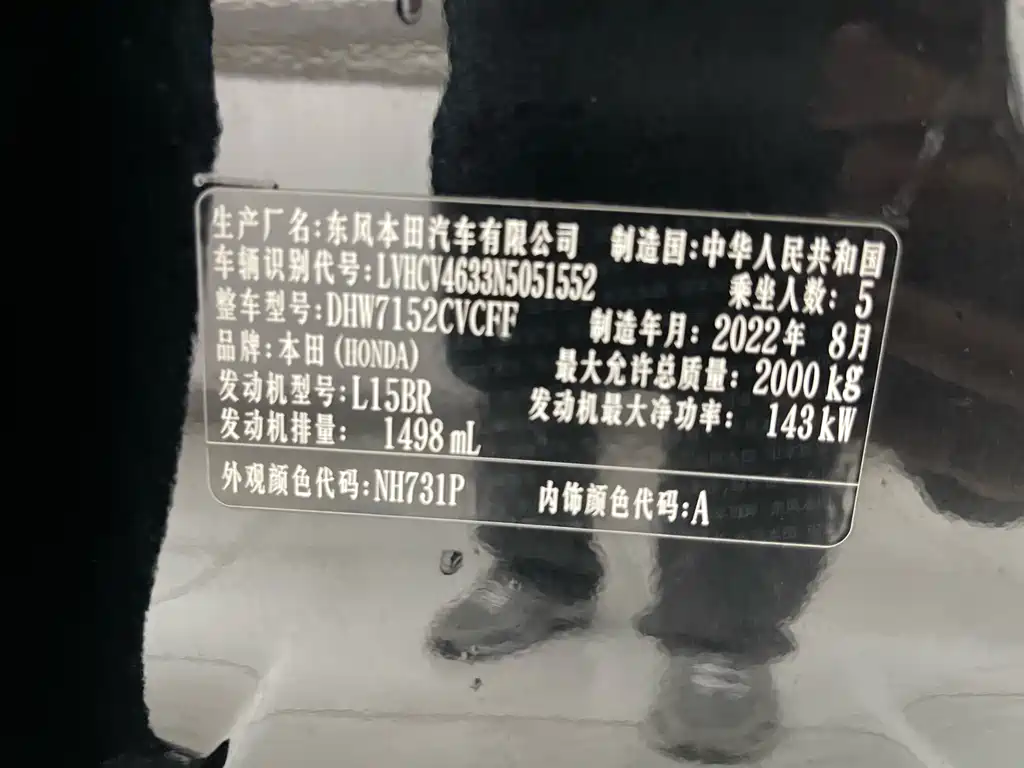 生产厂名:东风本田汽车有限公司 制造国:中华人民共和国
车辆识别代号:LVHCV4633N5051552 乘坐人数: 5
整车型号:DHW7152CVCFF 制造年月: 2022年 8月
品牌:本田(HONDA) 最大允许总质量: 2000 kg
发动机型号:L15BR 发动机最大净功率: 143 kW
发动机排量: 1498 mL
外观颜色代码:NH731P 内饰颜色代码:A